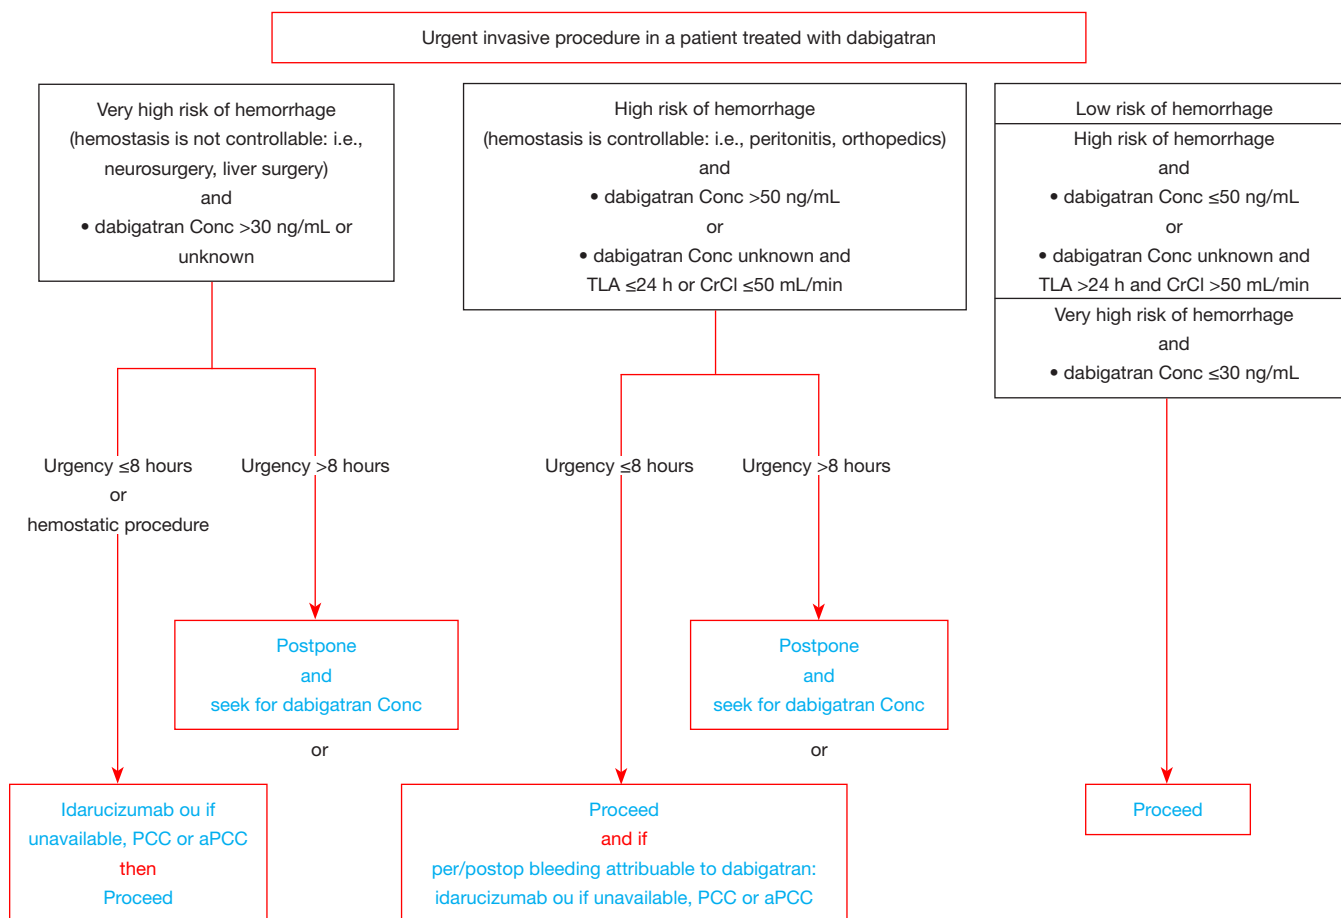 Urgent invasive procedure in a patient treated with dabigatran
Very high risk of hemorrhage
(hemostasis is not controllable: i.e.,
neurosurgery, liver surgery)
and
• dabigatran Conc >30 ng/mL or
unknown
High risk of hemorrhage
(hemostasis is controllable: i.e., peritonitis, orthopedics)
and
• dabigatran Conc >50 ng/mL
or
• dabigatran Conc unknown and
TLA ≤24 h or CrCl ≤50 mL/min
Low risk of hemorrhage
High risk of hemorrhage
and
• dabigatran Conc ≤50 ng/mL
or
• dabigatran Conc unknown and
TLA >24 h and CrCl >50 mL/min
Very high risk of hemorrhage
and
• dabigatran Conc ≤30 ng/mL
Urgency ≤8 hours
or
hemostatic procedure
Urgency >8 hours
Urgency ≤8 hours
Urgency >8 hours
Postpone
and
seek for dabigatran Conc
or
Postpone
and
seek for dabigatran Conc
or
Idarucizumab ou if
unavailable, PCC or aPCC
then
Proceed
Proceed
and if
per/postop bleeding attribuable to dabigatran:
idarucizumab ou if unavailable, PCC or aPCC
Proceed